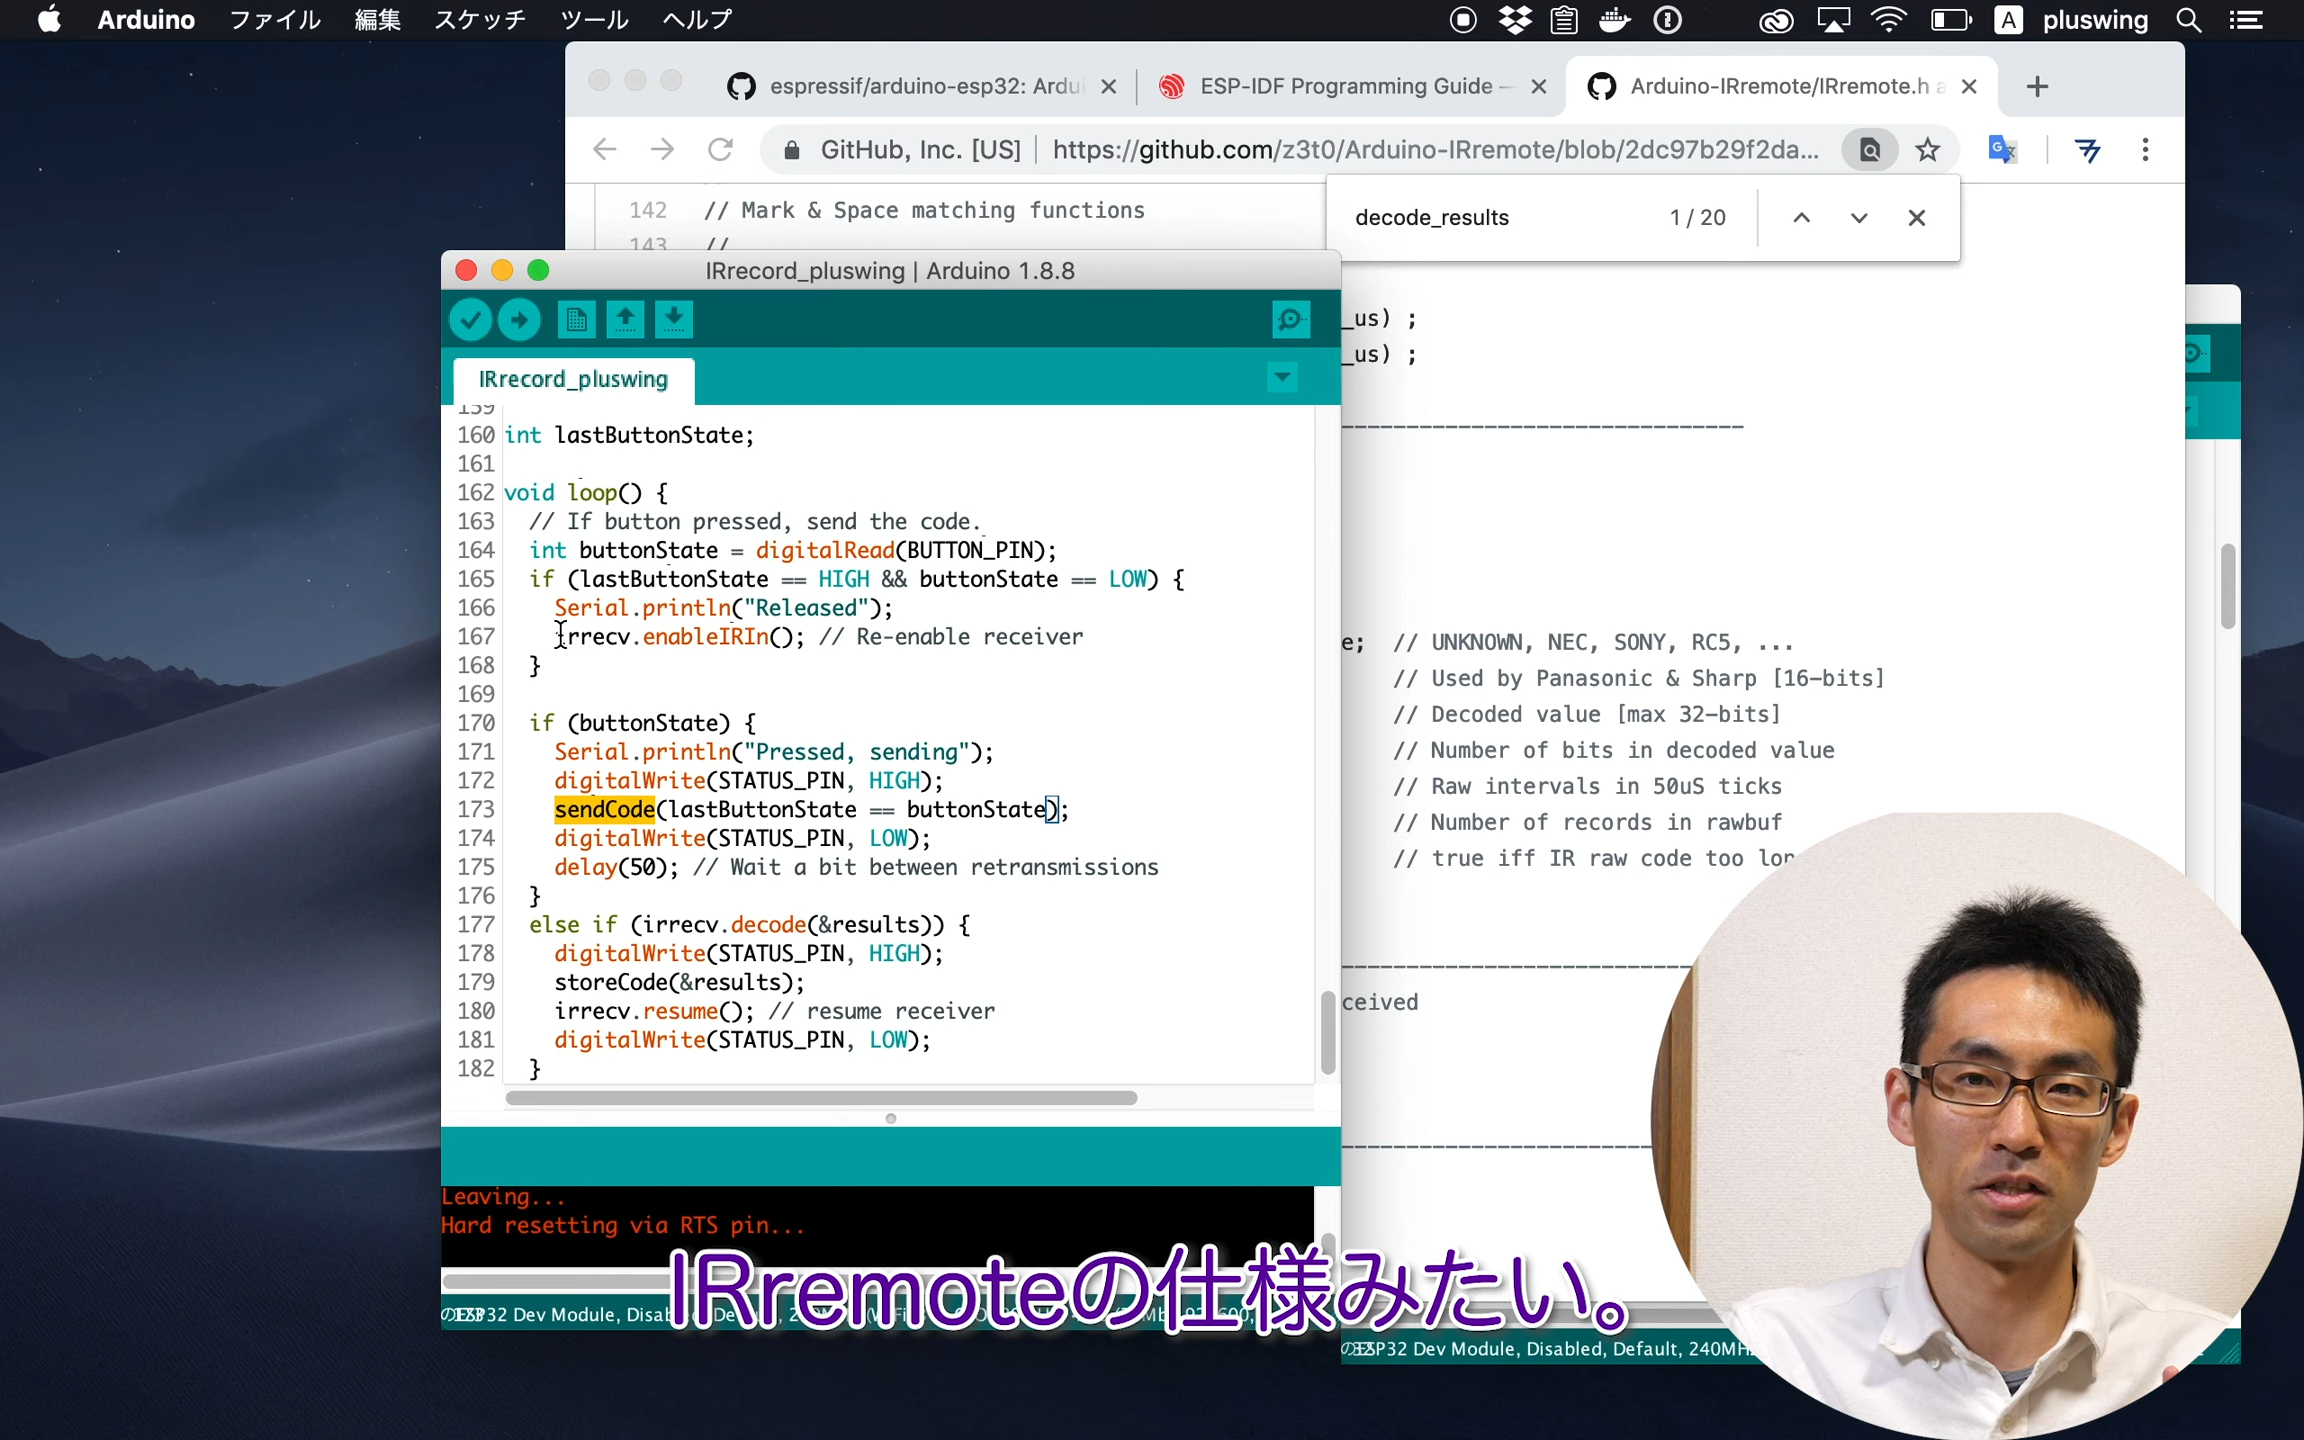 Arduino ファイル 編集 スケッチ ツール ヘルプ
A pluswing
espressif/arduino-esp32: Ardui
ESP-IDF Programming Guide —
Arduino-IRremote/IRremote.h a
GitHub, Inc. [US] https://github.com/z3t0/Arduino-IRremote/blob/2dc97b29f2da...
decode_results 1 / 20
142 // Mark & Space matching functions
143 //
_us) ;
_us) ;
e; // UNKNOWN, NEC, SONY, RC5, ...
// Used by Panasonic & Sharp [16-bits]
// Decoded value [max 32-bits]
// Number of bits in decoded value
// Raw intervals in 50uS ticks
// Number of records in rawbuf
// true iff IR raw code too lon
ceived
IRrecord_pluswing | Arduino 1.8.8
IRrecord_pluswing
159
160 int lastButtonState;
161
162 void loop() {
163 // If button pressed, send the code.
164 int buttonState = digitalRead(BUTTON_PIN);
165 if (lastButtonState == HIGH && buttonState == LOW) {
166 Serial.println("Released");
167 irrecv.enableIRIn(); // Re-enable receiver
168 }
169
170 if (buttonState) {
171 Serial.println("Pressed, sending");
172 digitalWrite(STATUS_PIN, HIGH);
173 sendCode(lastButtonState == buttonState);
174 digitalWrite(STATUS_PIN, LOW);
175 delay(50); // Wait a bit between retransmissions
176 }
177 else if (irrecv.decode(&results)) {
178 digitalWrite(STATUS_PIN, HIGH);
179 storeCode(&results);
180 irrecv.resume(); // resume receiver
181 digitalWrite(STATUS_PIN, LOW);
182 }
Leaving...
Hard resetting via RTS pin...
IRremoteの仕様みたい。
ESP32 Dev Module, Disabled, Default, 240MHz